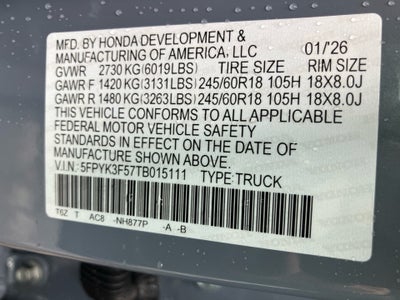 MFD. BY HONDA DEVELOPMENT &
MANUFACTURING OF AMERICA, LLC 01/'26
GVWR 2730 KG(6019LBS) TIRE SIZE RIM SIZE
GAWR F 1420 KG(3131LBS) 245/60R18 105H 18X8.0J
GAWR R 1480 KG(3263LBS) 245/60R18 105H 18X8.0J
THIS VEHICLE CONFORMS TO ALL APPLICABLE
FEDERAL MOTOR VEHICLE SAFETY
STANDARDS IN EFFECT ON THE DATE OF
MANUFACTURE SHOWN ABOVE.
V.I.N.: 5FPYK3F57TB015111 TYPE:TRUCK
T6Z T AC8 -NH877P -A -B